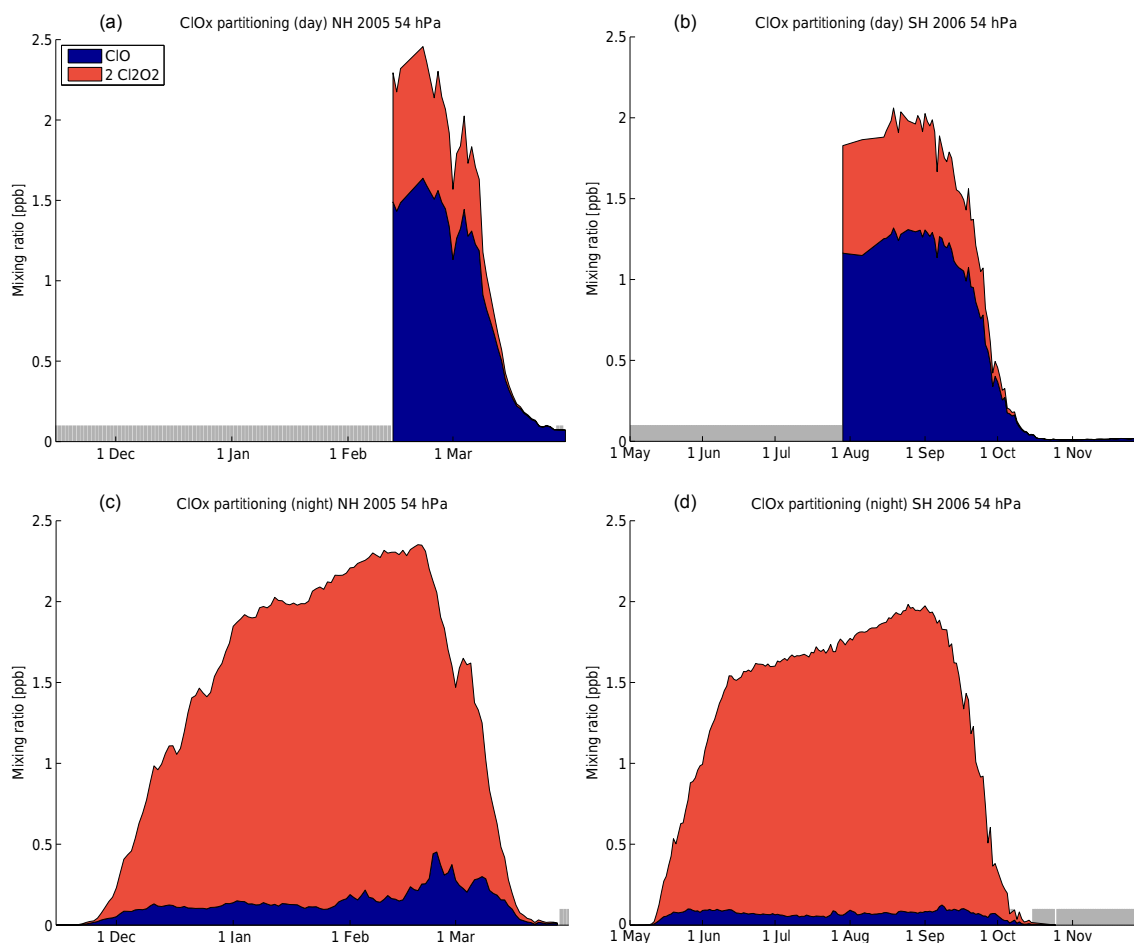 (a) ClOx partitioning (day) NH 2005 54 hPa
2.5
2
1.5
1
0.5
0
Mixing ratio [ppb]
ClO
2 Cl2O2
1 Dec 1 Jan 1 Feb 1 Mar
(b) ClOx partitioning (day) SH 2006 54 hPa
2.5
2
1.5
1
0.5
0
Mixing ratio [ppb]
1 May 1 Jun 1 Jul 1 Aug 1 Sep 1 Oct 1 Nov
(c) ClOx partitioning (night) NH 2005 54 hPa
2.5
2
1.5
1
0.5
0
Mixing ratio [ppb]
1 Dec 1 Jan 1 Feb 1 Mar
(d) ClOx partitioning (night) SH 2006 54 hPa
2.5
2
1.5
1
0.5
0
Mixing ratio [ppb]
1 May 1 Jun 1 Jul 1 Aug 1 Sep 1 Oct 1 Nov